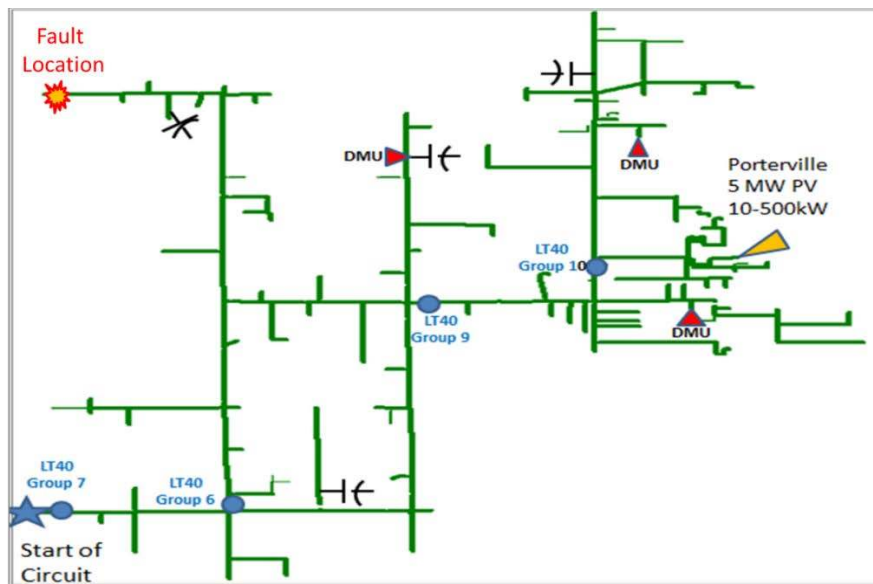 Fault
Location
DMU
DMU
Porterville
5 MW PV
10-500kW
LT40
Group 10
LT40
Group 9
DMU
LT40
Group 7
LT40
Group 6
Start of
Circuit